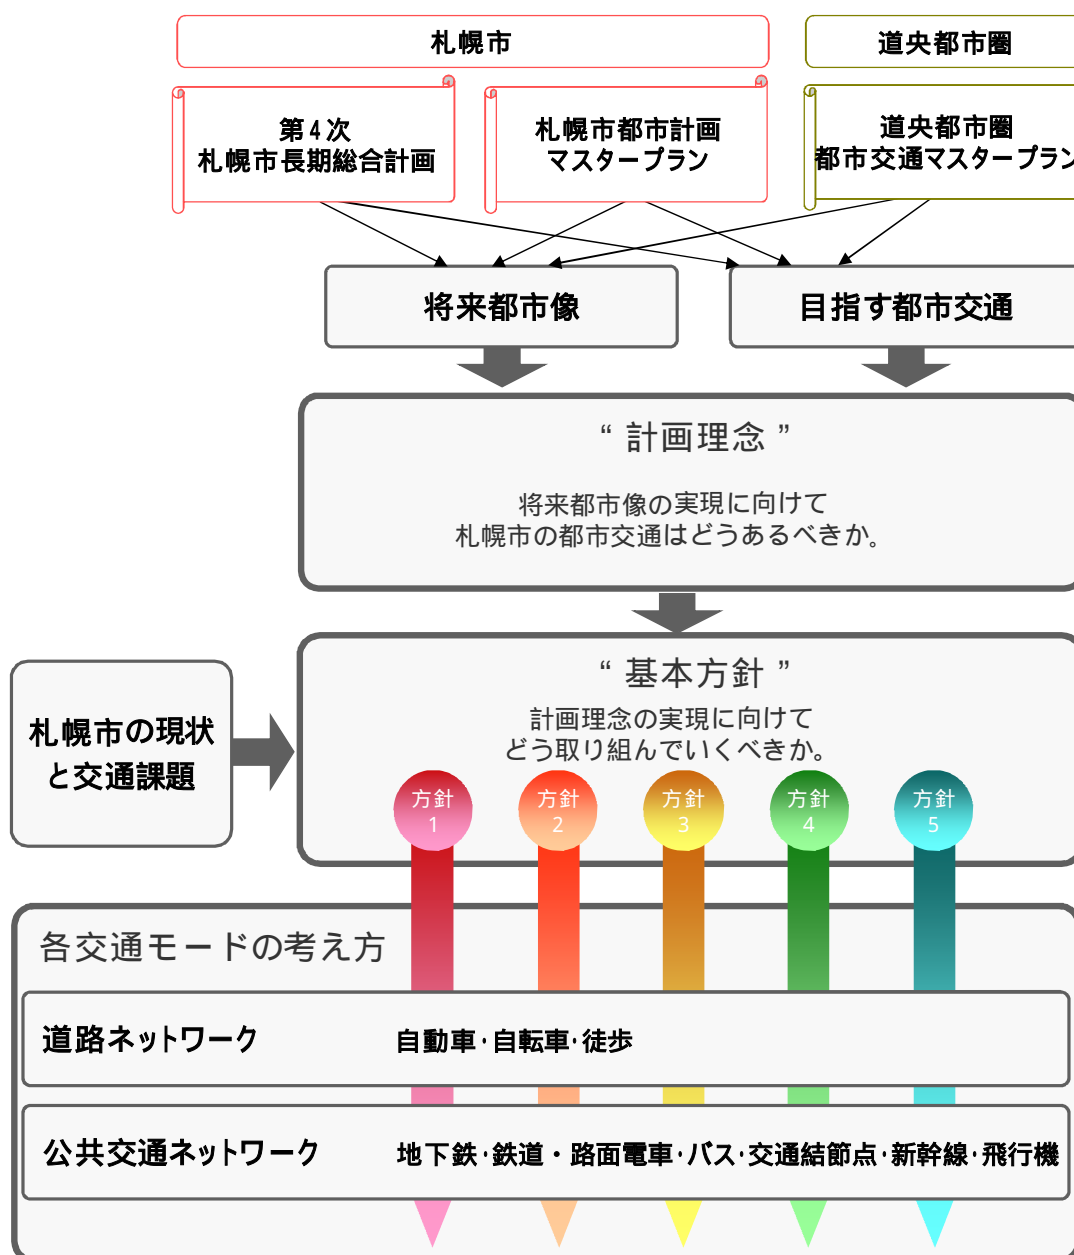 札幌市
道央都市圏
第4次
札幌市長期総合計画
札幌市都市計画
マスタープラン
道央都市圏
都市交通マスタープラン
将来都市像
目指す都市交通
“ 計画理念 ”
将来都市像の実現に向けて
札幌市の都市交通はどうあるべきか。
“ 基本方針 ”
計画理念の実現に向けて
どう取り組んでいくべきか。
札幌市の現状
と交通課題
方針
1
方針
2
方針
3
方針
4
方針
5
各交通モードの考え方
道路ネットワーク 自動車・自転車・徒歩
公共交通ネットワーク 地下鉄・鉄道・路面電車・バス・交通結節点・新幹線・飛行機